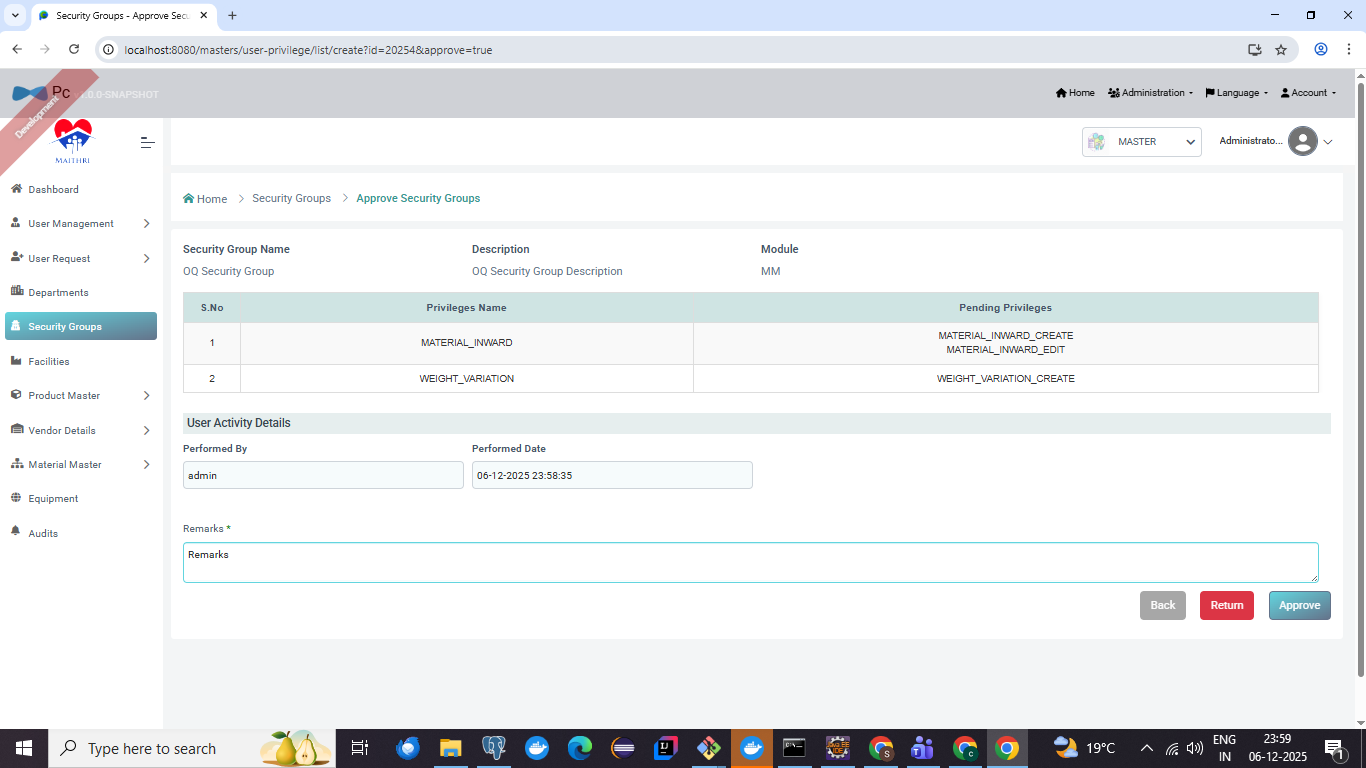 Security Groups - Approve Secu
localhost:8080/masters/user-privilege/list/create?id=20254&approve=true
Development
Pc
1.0.0-SNAPSHOT
Home
Administration
Language
Account
MAITHRI
MASTER
Administrato...
Dashboard
User Management
User Request
Departments
Security Groups
Facilities
Product Master
Vendor Details
Material Master
Equipment
Audits
Home
Security Groups
Approve Security Groups
Security Group Name
Description
Module
OQ Security Group
OQ Security Group Description
MM
S.No
Privileges Name
Pending Privileges
1
MATERIAL_INWARD
MATERIAL_INWARD_CREATE
MATERIAL_INWARD_EDIT
2
WEIGHT_VARIATION
WEIGHT_VARIATION_CREATE
User Activity Details
Performed By
Performed Date
admin
06-12-2025 23:58:35
Remarks *
Remarks
Back
Return
Approve
Type here to search
19°C
ENG
IN
23:59
06-12-2025
1